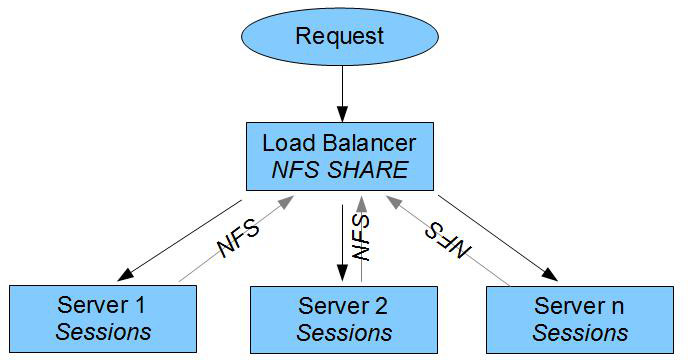 Request
Load Balancer
NFS SHARE
NFS
NFS
NFS
Server 1
Sessions
Server 2
Sessions
Server n
Sessions